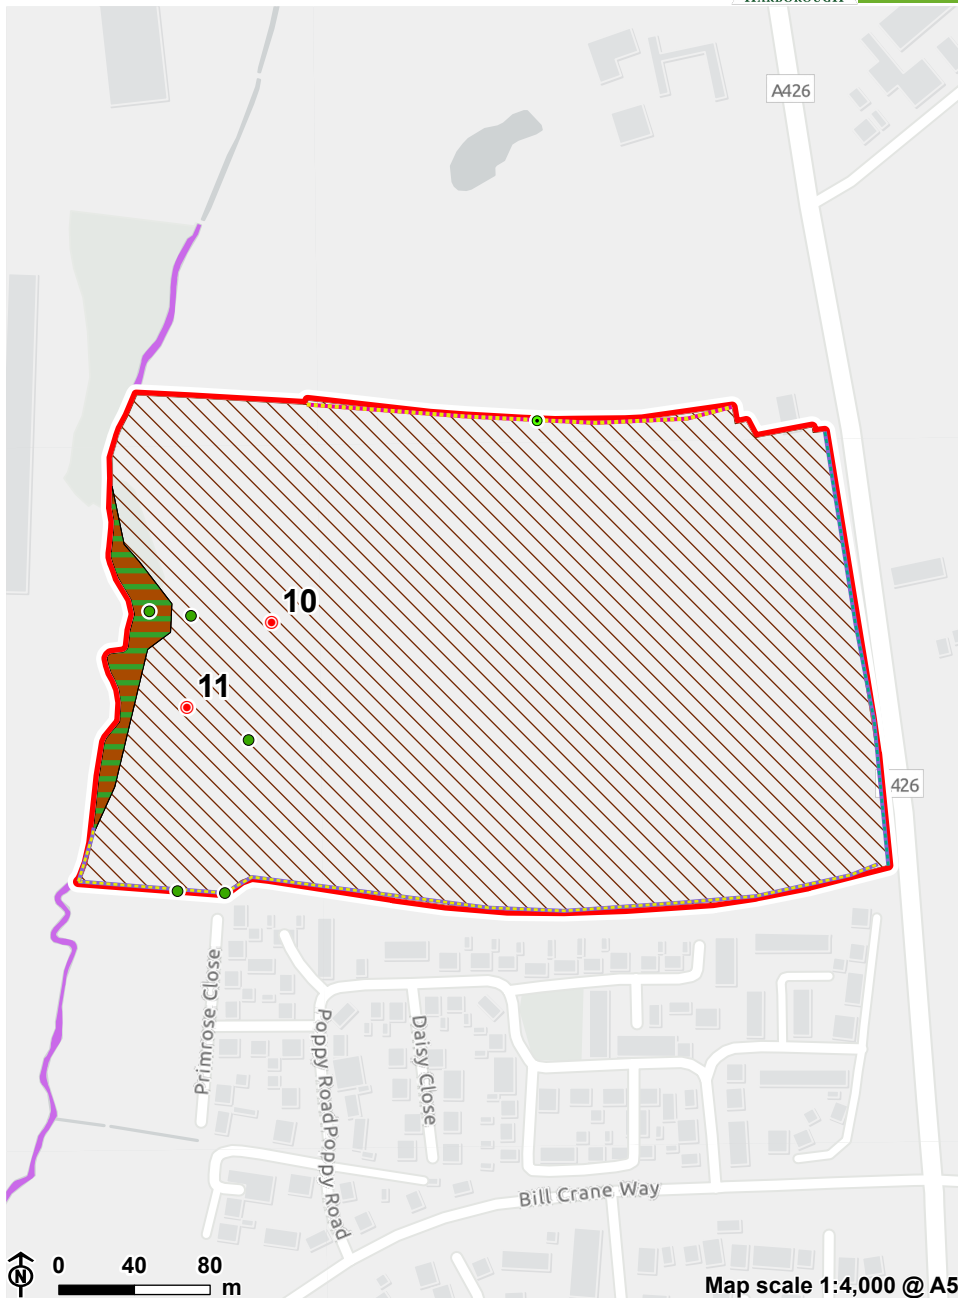 HARBOROUGH
A426
10
11
426
Primrose Close
Poppy Road
Poppy Road
Daisy Close
Bill Crane Way
N
0 40 80
m
Map scale 1:4,000 @ A5